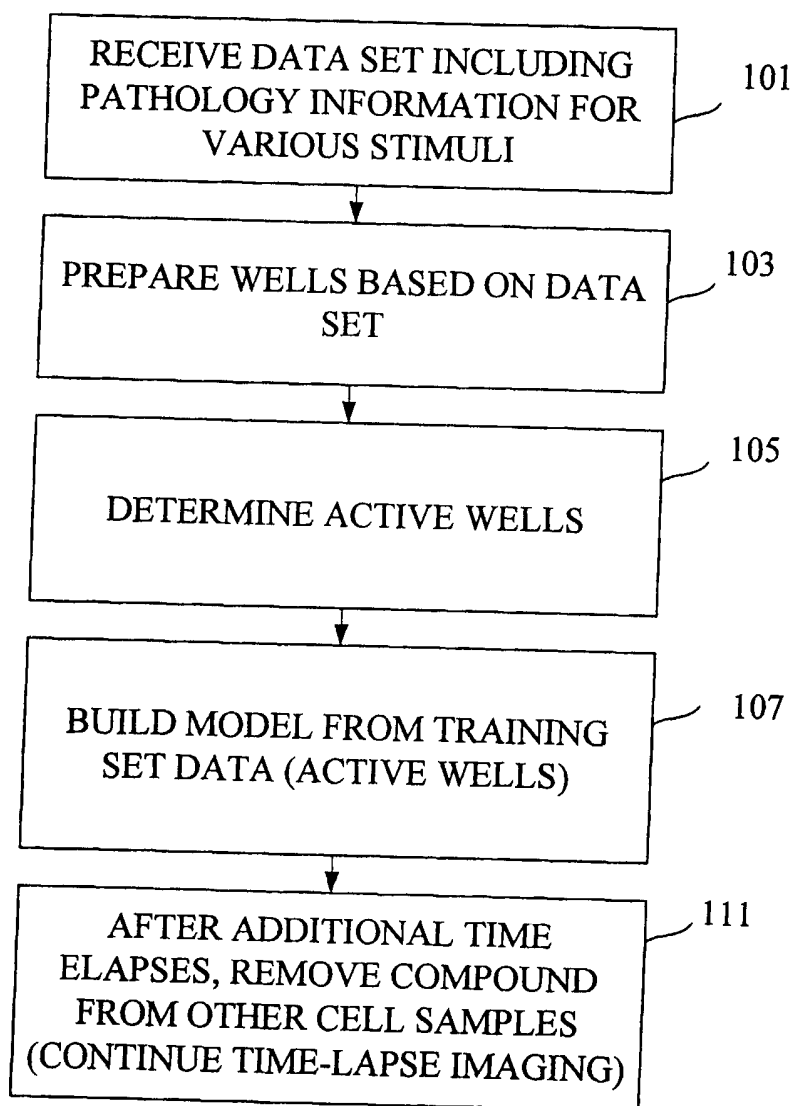 RECEIVE DATA SET INCLUDING
PATHOLOGY INFORMATION FOR
VARIOUS STIMULI
101
PREPARE WELLS BASED ON DATA
SET
103
DETERMINE ACTIVE WELLS
105
BUILD MODEL FROM TRAINING
SET DATA (ACTIVE WELLS)
107
AFTER ADDITIONAL TIME
ELAPSES, REMOVE COMPOUND
FROM OTHER CELL SAMPLES
(CONTINUE TIME-LAPSE IMAGING)
111